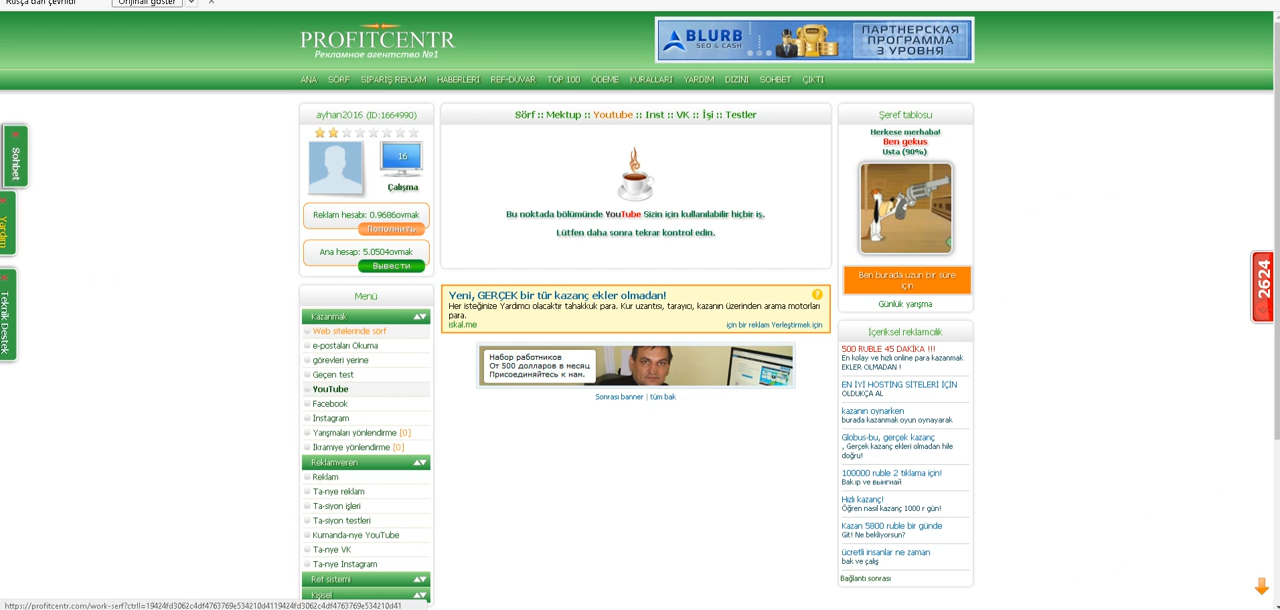 Rusça'dan çevrildi
Orijinali göster
PROFITCENTR
Рекламное агентство №1
BLURB
SEO & CASH
ПАРТНЕРСКАЯ
ПРОГРАММА
3 УРОВНЯ
ANA SÖRF SİPARİŞ REKLAM HABERLERİ REF-DUVAR TOP 100 ÖDEME KURALLARI YARDIM DİZİNİ SOHBET ÇIKTI
ayhan2016 (ID:1664990)
16
Çalışma
Reklam hesabı: 0.9686ovmak
Пополнить
Ana hesap: 5.0504ovmak
Вывести
Menü
Kazanmak
Web sitelerinde sörf
e-postaları Okuma
görevleri yerine
Geçen test
YouTube
Facebook
İnstagram
Yarışmaları yönlendirme [0]
İkramiye yönlendirme [0]
Reklamveren
Reklam
Ta-nye reklam
Ta-siyon işleri
Ta-siyon testleri
Kumanda-nye YouTube
Ta-nye VK
Ta-nye Instagram
Ref sistemi
Kişisel
Sörf :: Mektup :: Youtube :: Inst :: VK :: İşi :: Testler
Bu noktada bölümünde YouTube Sizin için kullanılabilir hiçbir iş.
Lütfen daha sonra tekrar kontrol edin.
Yeni, GERÇEK bir tür kazanç ekler olmadan!
?
Her isteğinize Yardımcı olacaktır tahakkuk para. Kur uzantısı, tarayıcı, kazanın üzerinden arama motorları
para.
iskal.me
için bir reklam Yerleştirmek için
Набор работников
От 500 долларов в месяц
Присоединяйтесь к нам.
Sonrası banner | tüm bak
Şeref tablosu
Herkese merhaba!
Ben gekus
Usta (90%)
Ben burada uzun bir süre
için
Günlük yarışma
İçeriksel reklamcılık
500 RUBLE 45 DAKİKA !!!
En kolay ve hızlı online para kazanmak
EKLER OLMADAN !
EN İYİ HOSTİNG SİTELERİ İÇİN
OLDUKÇA AL
kazanın oynarken
burada kazanmak oyun oynayarak
Globus-bu, gerçek kazanç
, Gerçek kazanç ekleri olmadan hile
doğru!
100000 ruble 2 tıklama için!
Bak ıp ve выигнай
Hızlı kazanç!
Öğren nasıl kazanç 1000 r gün!
Kazan 5800 ruble bir günde
Git! Ne bekliyorsun?
ücretli insanlar ne zaman
bak ve çalış
Bağlantı sonrası
Sohbet
Yardım
Teknik Destek
2624
https://profitcentr.com/work-serf?ctrll=19424fd3062c4df4763769e534210d4119424fd3062c4df4763769e534210d41